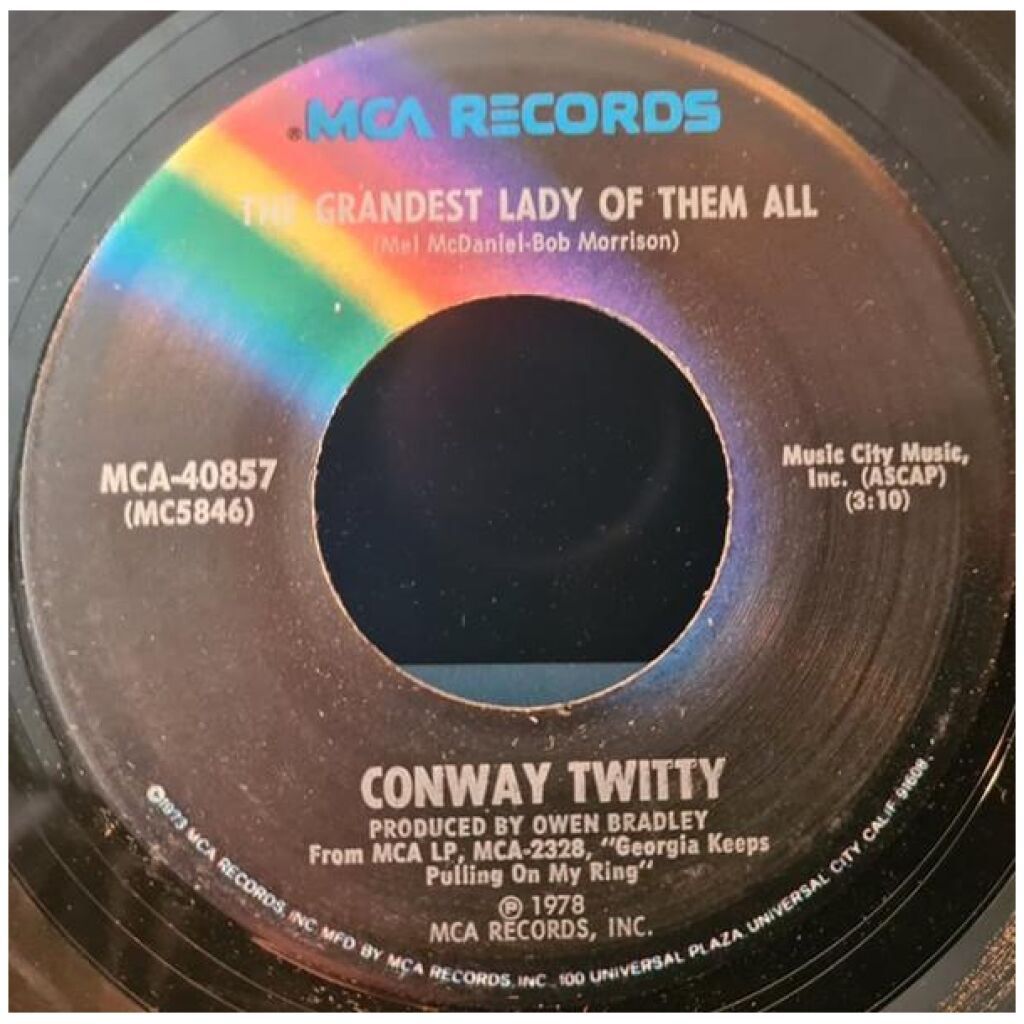 ® MCA RECORDS
THE GRANDEST LADY OF THEM ALL
(Mel McDaniel-Bob Morrison)
MCA-40857
(MC5846)
Music City Music,
Inc. (ASCAP)
(3:10)
CONWAY TWITTY
PRODUCED BY OWEN BRADLEY
From MCA LP, MCA-2328, "Georgia Keeps
Pulling On My Ring"
℗ 1978
MCA RECORDS, INC.
©1973 MCA RECORDS, INC. MFD BY MCA RECORDS, INC. 100 UNIVERSAL PLAZA, UNIVERSAL CITY CALIF. 91608